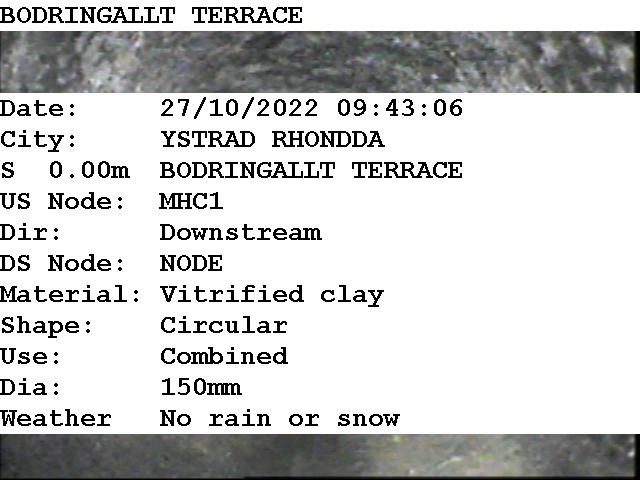 BODRINGALLT TERRACE
Date: 27/10/2022 09:43:06
City: YSTRAD RHONDDA
S 0.00m BODRINGALLT TERRACE
US Node: MHC1
Dir: Downstream
DS Node: NODE
Material: Vitrified clay
Shape: Circular
Use: Combined
Dia: 150mm
Weather No rain or snow